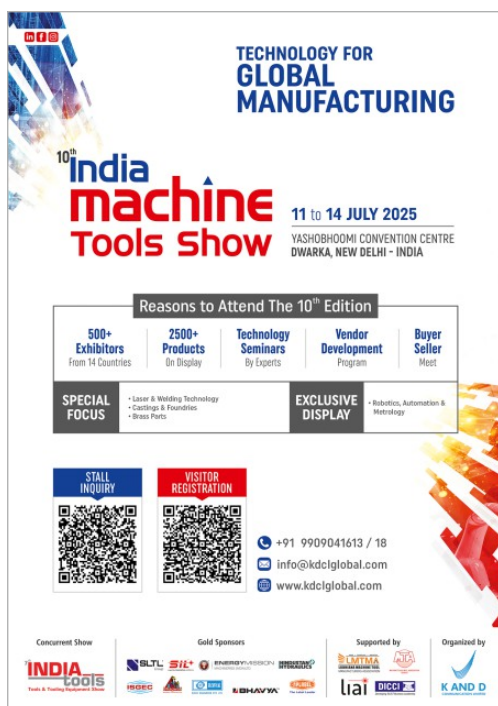 TECHNOLOGY FOR
GLOBAL
MANUFACTURING
10th
India
machine
Tools Show
11 to 14 JULY 2025
YASHOBHOOMI CONVENTION CENTRE
DWARKA, NEW DELHI - INDIA
Reasons to Attend The 10th Edition
500+
Exhibitors
From 14 Countries
2500+
Products
On Display
Technology
Seminars
By Experts
Vendor
Development
Program
Buyer
Seller
Meet
SPECIAL
FOCUS
• Laser & Welding Technology
• Castings & Foundries
• Brass Parts
EXCLUSIVE
DISPLAY
• Robotics, Automation &
Metrology
STALL
INQUIRY
VISITOR
REGISTRATION
+91 9909041613 / 18
info@kdclglobal.com
www.kdclglobal.com
Concurrent Show
INDIA
tools
Tools & Tooling Equipment Show
Gold Sponsors
SLTL
SIL+
ENERGYMISSION
HINDUSTAN
HYDRAULICS
ISGEC
BHAVYA
Supported by
LMTMA
liai
DICCI
Organized by
K AND D